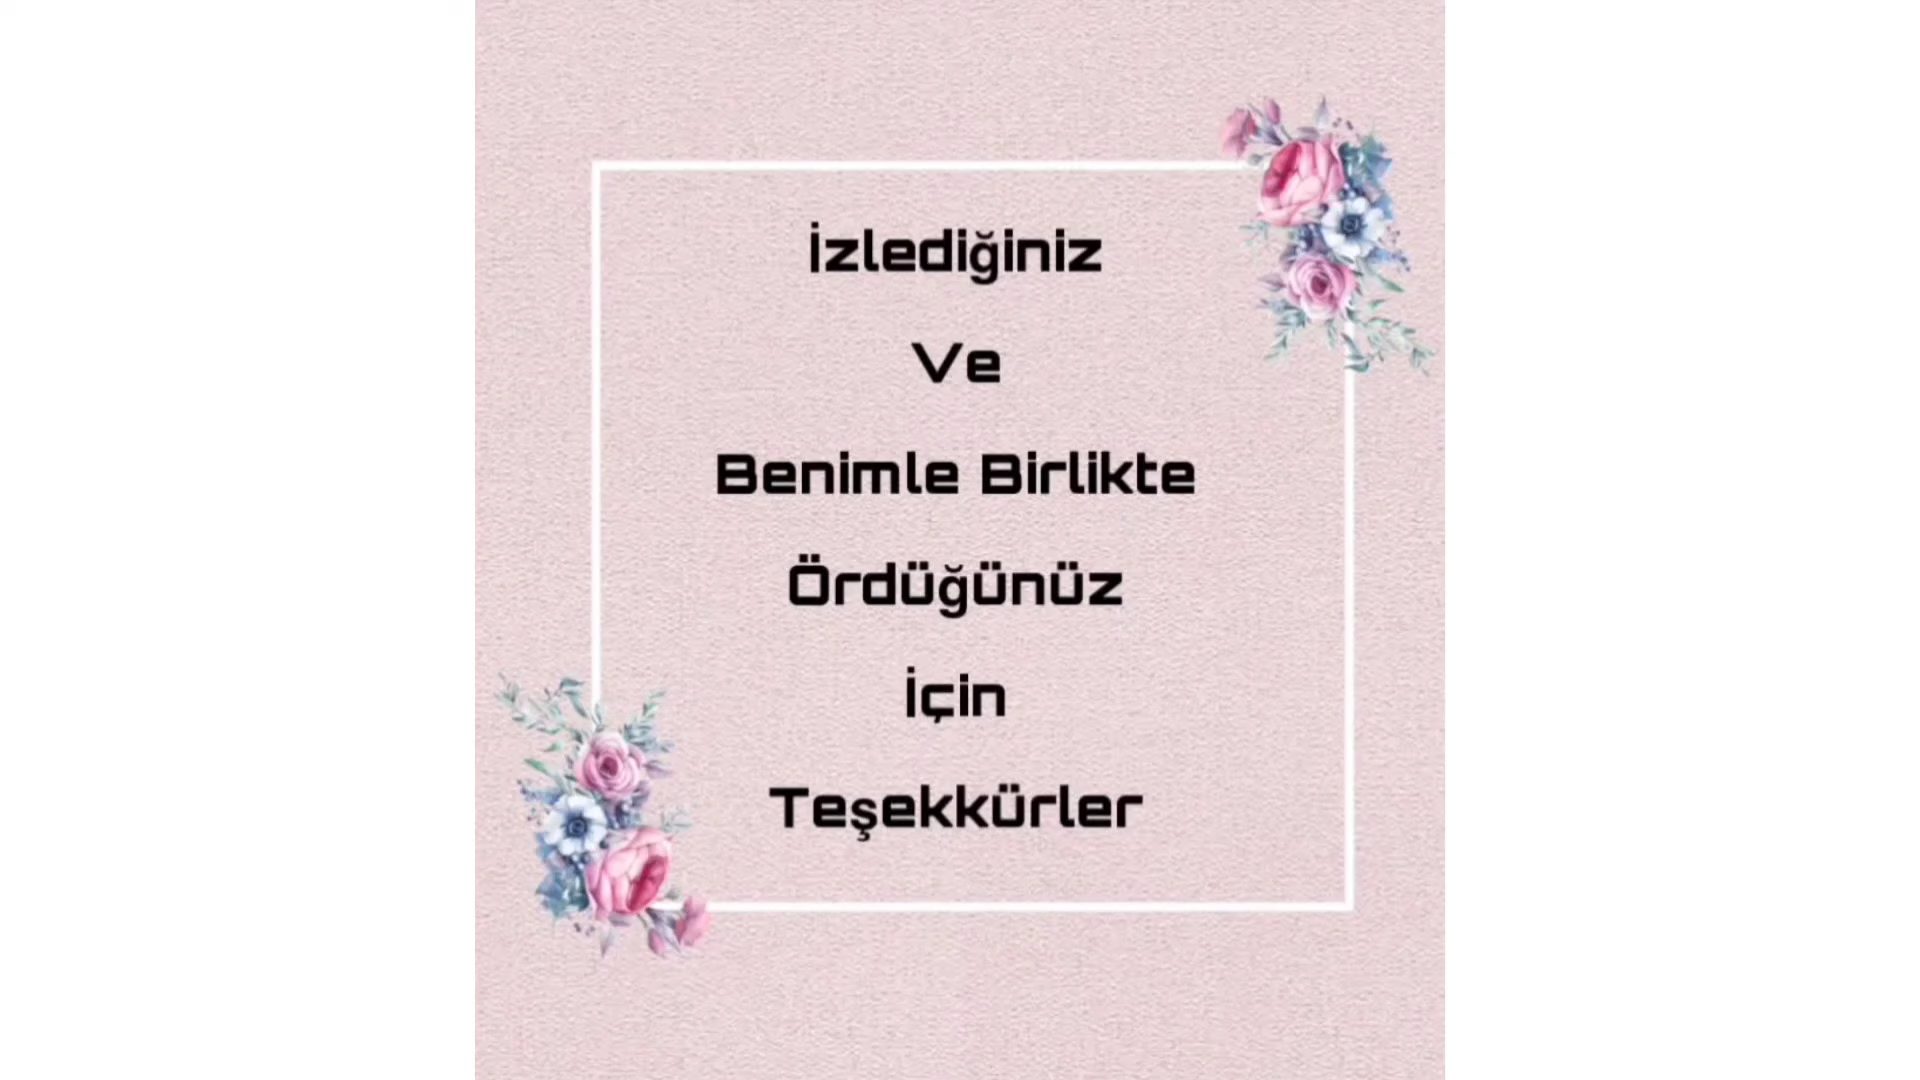 İzlediğiniz
Ve
Benimle Birlikte
Ördüğünüz
İçin
Teşekkürler